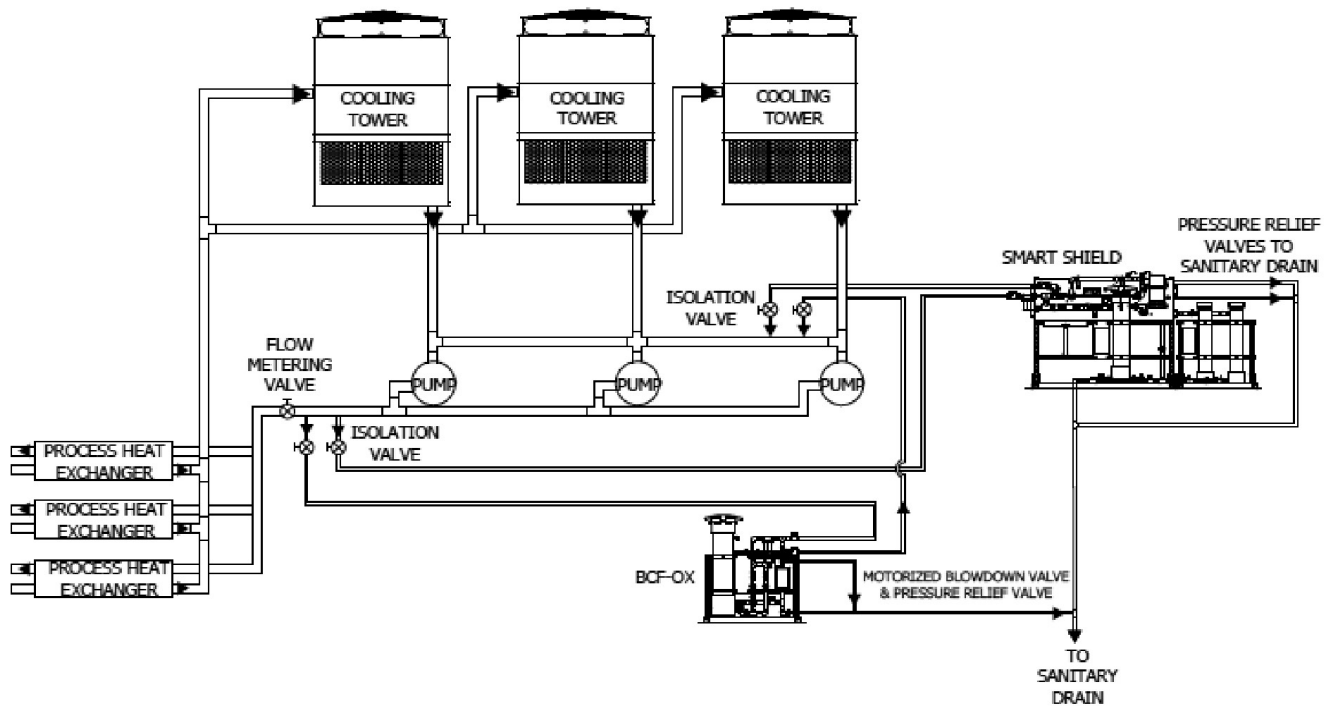 COOLING
TOWER
COOLING
TOWER
COOLING
TOWER
PRESSURE RELIEF
VALVES TO
SANITARY DRAIN
SMART SHIELD
ISOLATION
VALVE
FLOW
METERING
VALVE
PUMP
PUMP
PUMP
ISOLATION
VALVE
PROCESS HEAT
EXCHANGER
PROCESS HEAT
EXCHANGER
PROCESS HEAT
EXCHANGER
BCF-OX
MOTORIZED BLOWDOWN VALVE
& PRESSURE RELIEF VALVE
TO
SANITARY
DRAIN